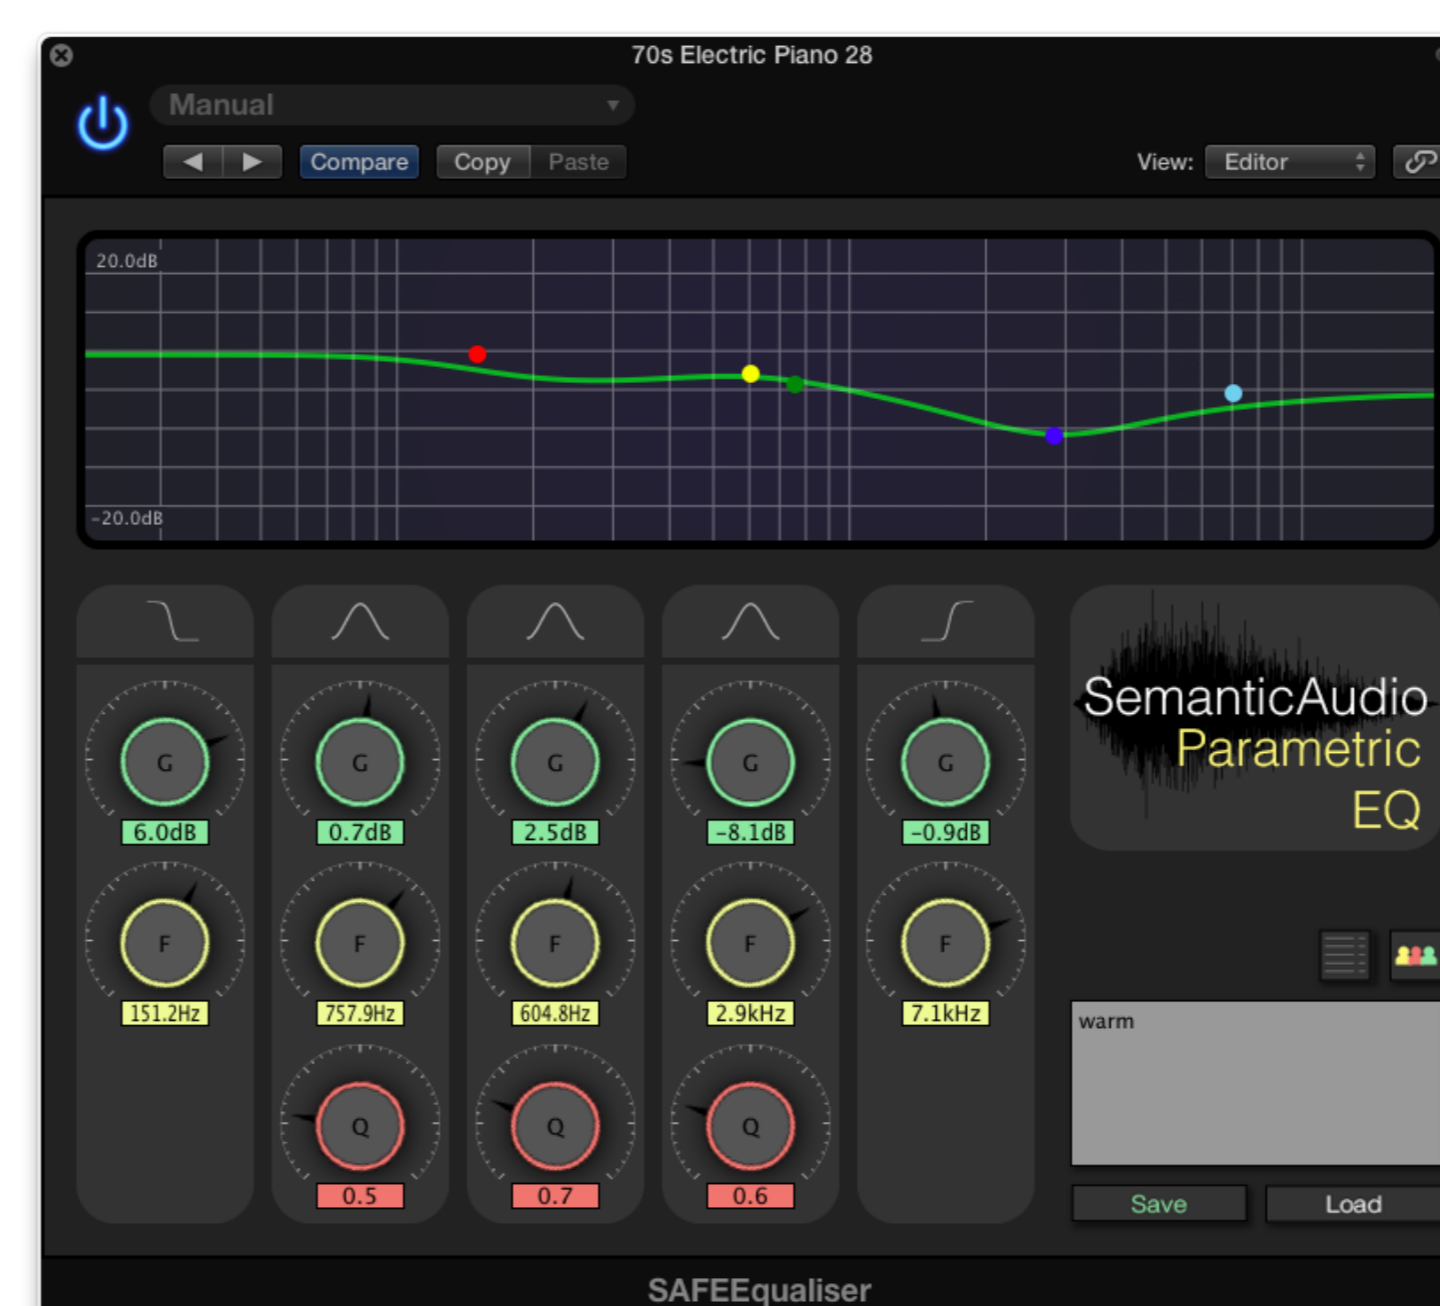 70s Electric Piano 28
Manual
Compare Copy Paste View: Editor
20.0dB
-20.0dB
G G G G G
6.0dB 0.7dB 2.5dB -8.1dB -0.9dB
F F F F F
151.2Hz 757.9Hz 604.8Hz 2.9kHz 7.1kHz
Q Q Q
0.5 0.7 0.6
SemanticAudio
Parametric
EQ
warm
Save Load
SAFEEqualiser